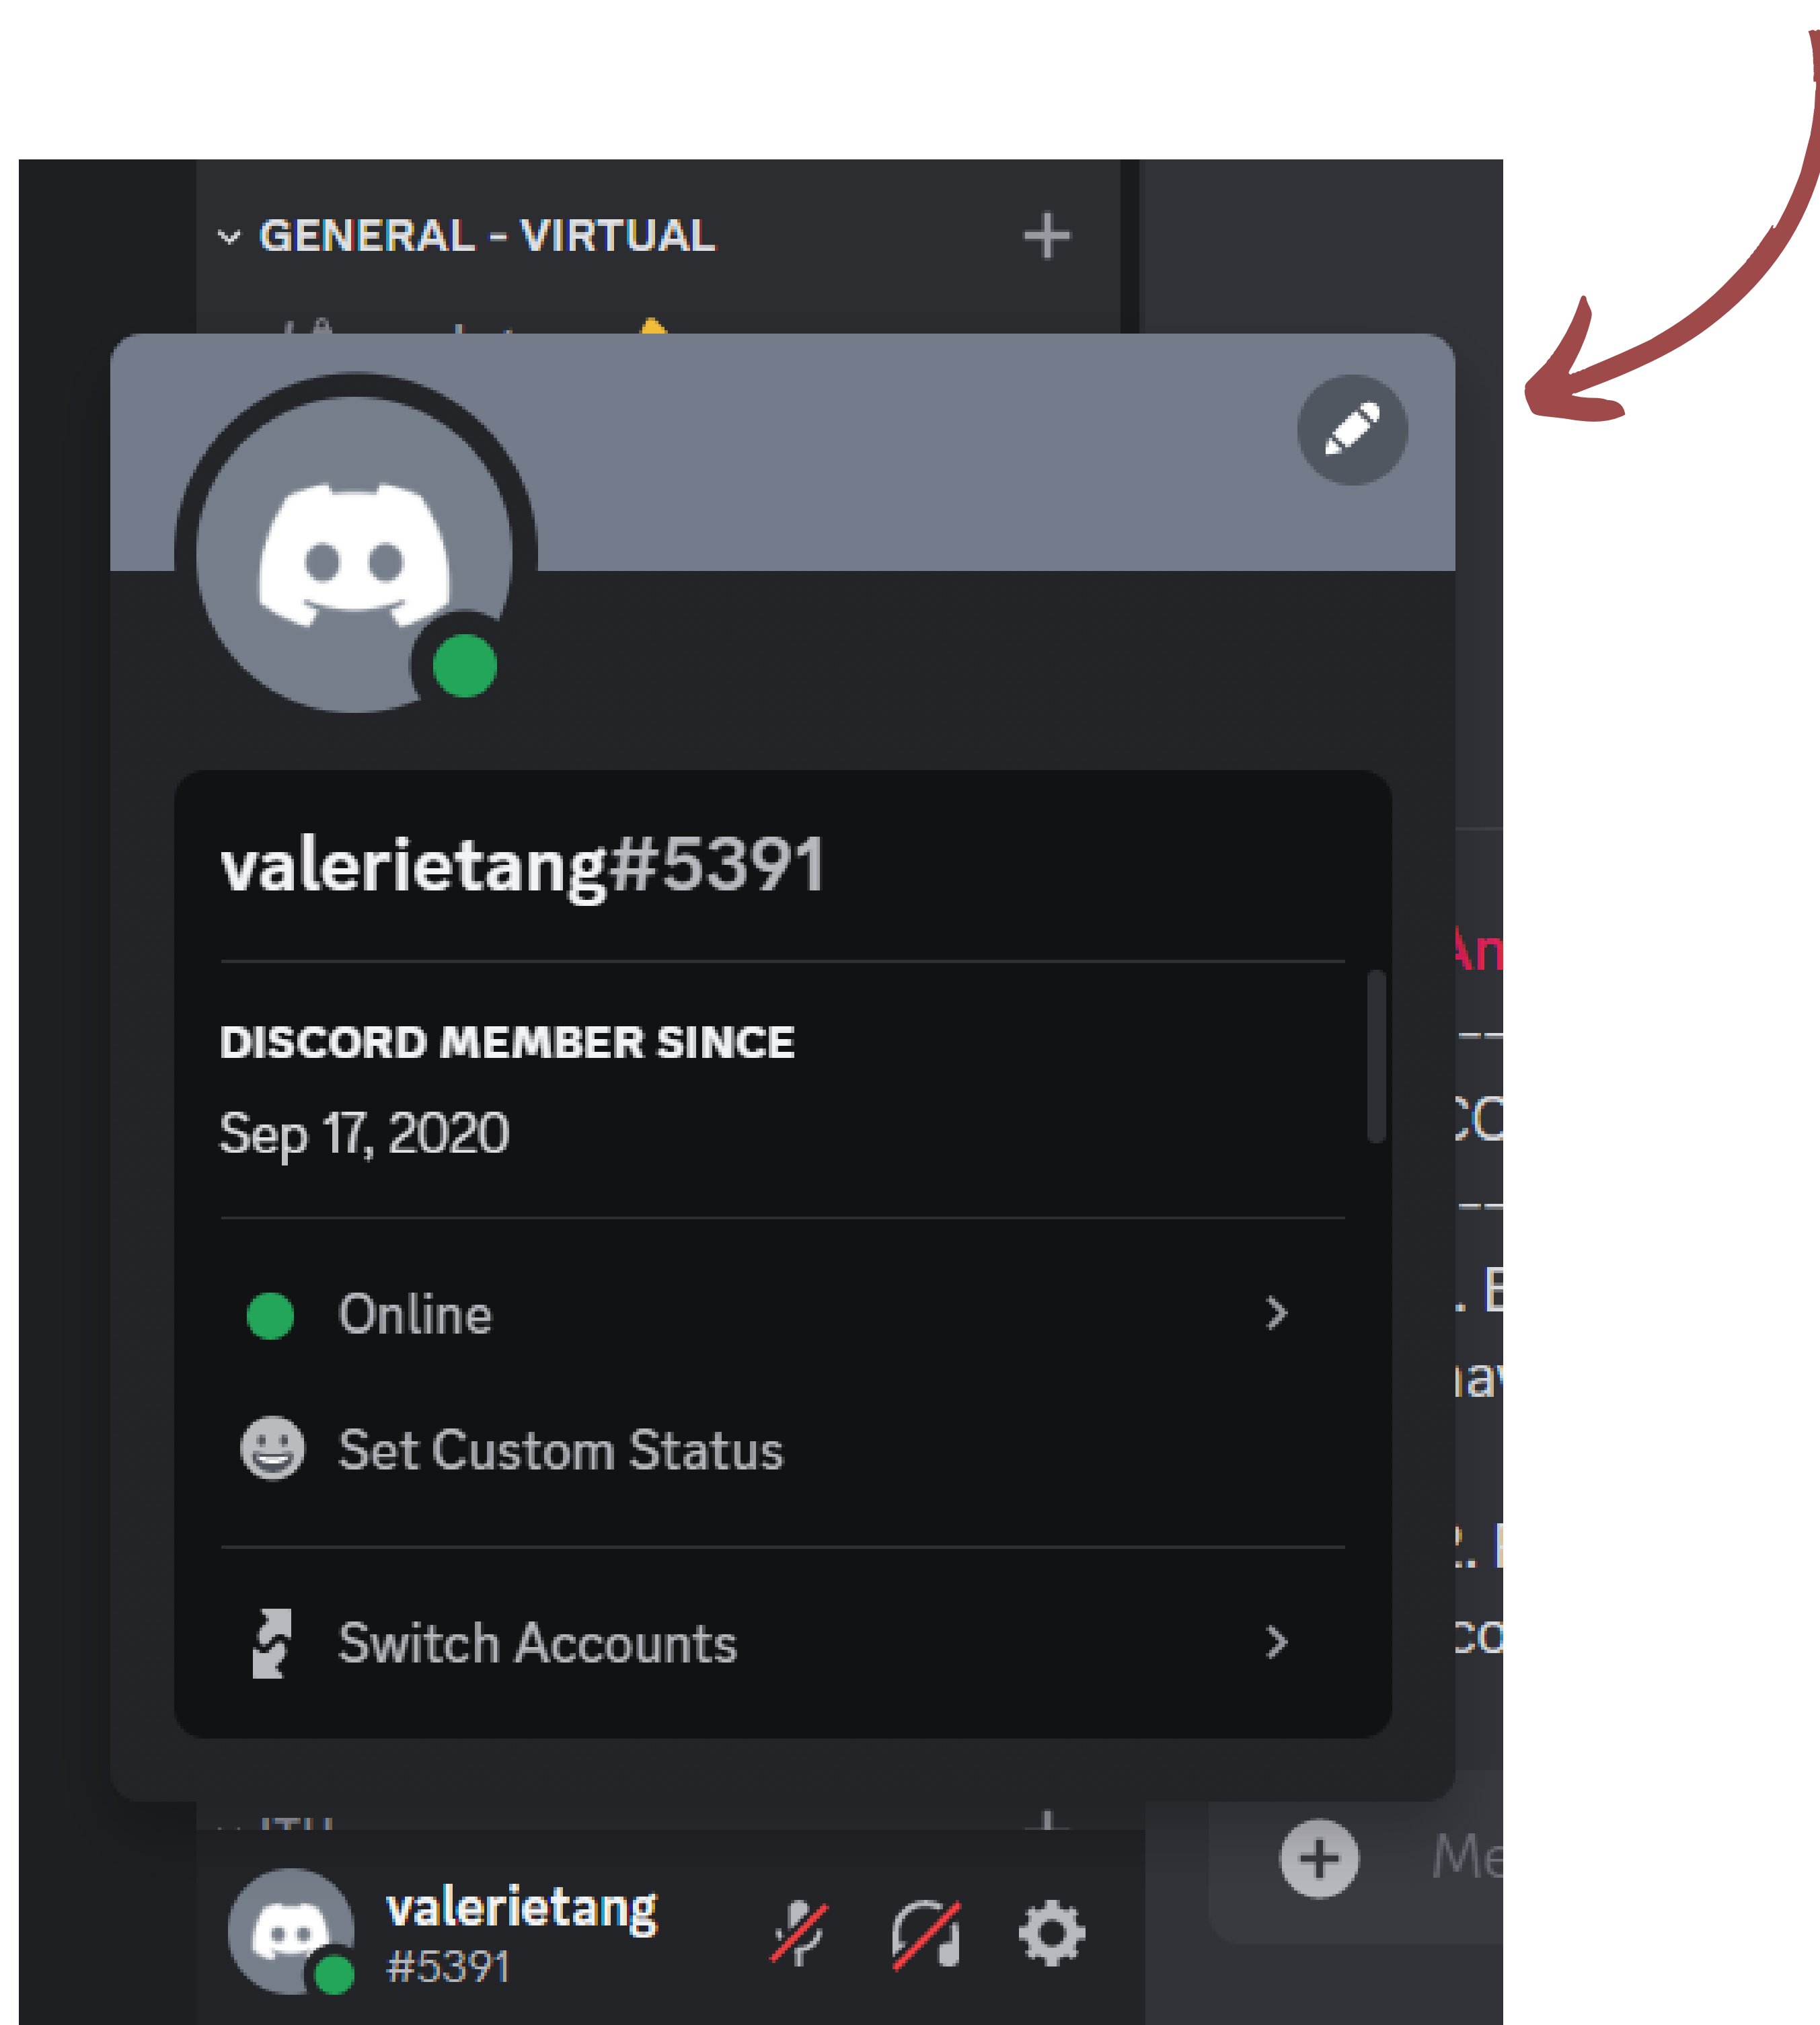 GENERAL - VIRTUAL
valerietang#5391
DISCORD MEMBER SINCE
Sep 17, 2020
Online
Set Custom Status
Switch Accounts
valerietang
#5391